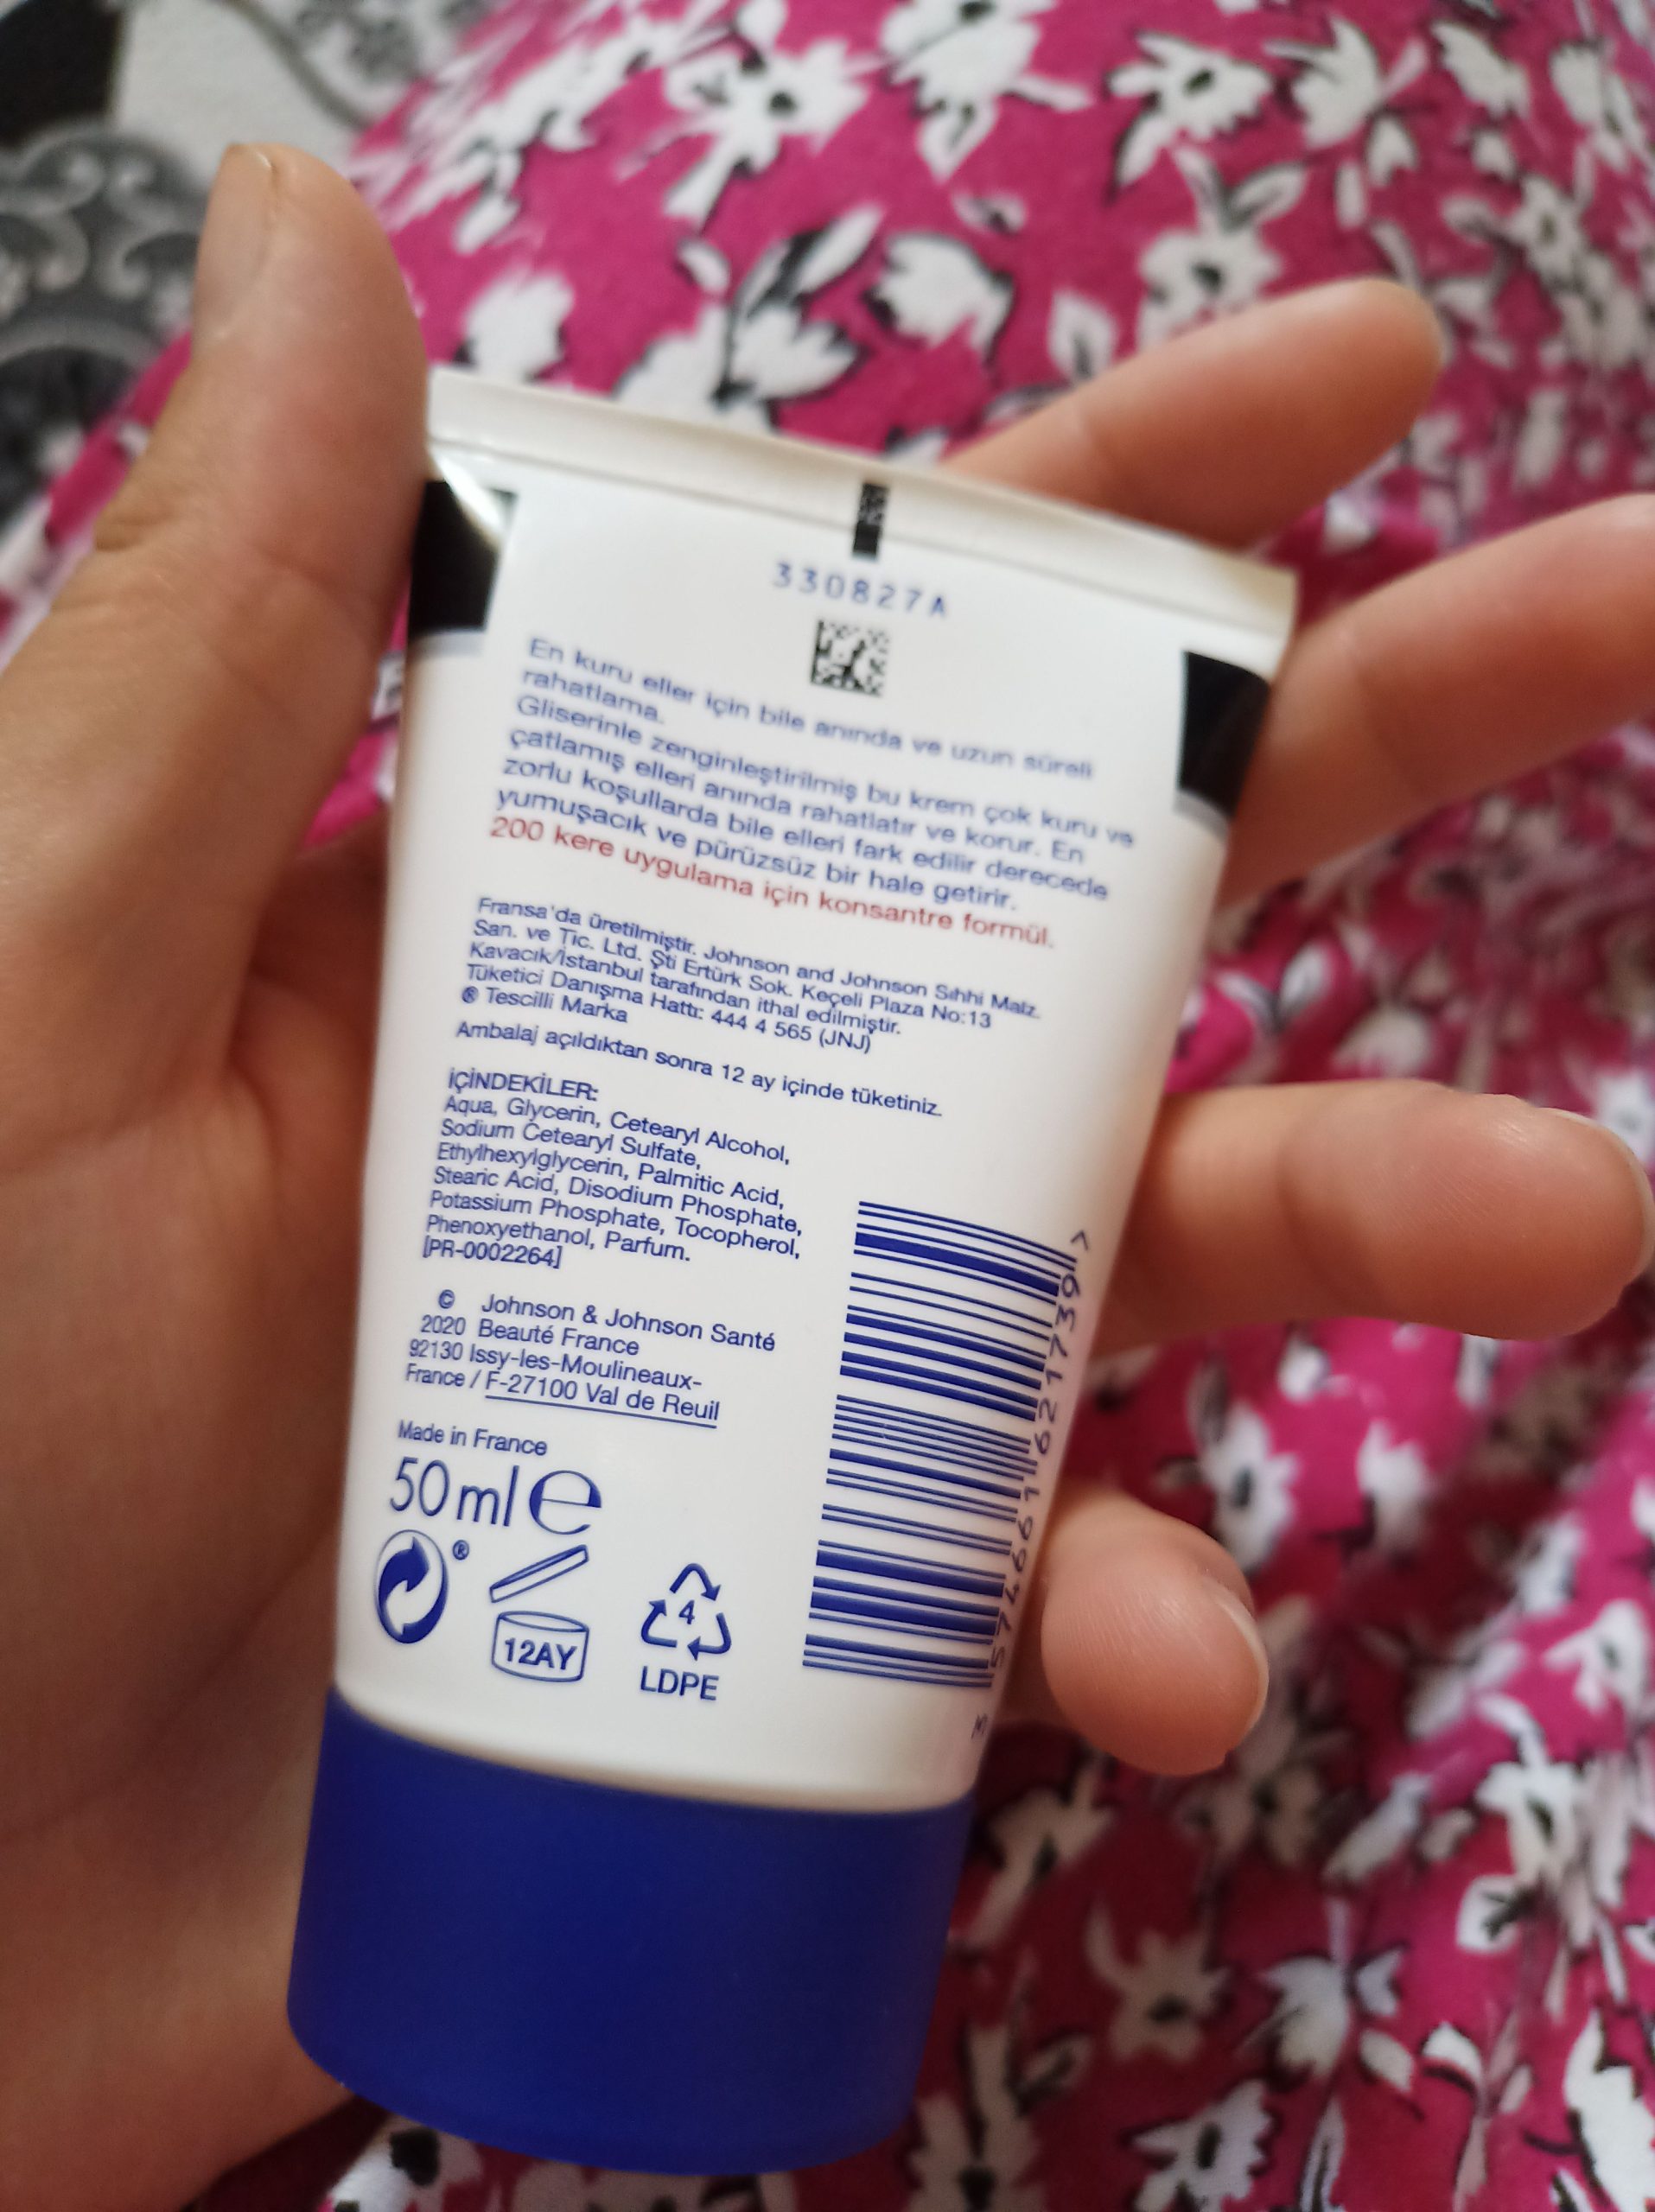 330827A
En kuru eller için bile anında ve uzun süreli
rahatlama.
Gliserinle zenginleştirilmiş bu krem çok kuru ve
çatlamış elleri anında rahatlatır ve korur. En
zorlu koşullarda bile elleri fark edilir derecede
yumuşacık ve pürüzsüz bir hale getirir.
200 kere uygulama için konsantre formül.
Fransa'da üretilmiştir. Johnson and Johnson Sıhhi Malz.
San. ve Tic. Ltd. Şti Ertürk Sok. Keçeli Plaza No:13
Kavacık/İstanbul tarafından ithal edilmiştir.
Tüketici Danışma Hattı: 444 4 565 (JNJ)
® Tescilli Marka
Ambalaj açıldıktan sonra 12 ay içinde tüketiniz.
İÇİNDEKİLER:
Aqua, Glycerin, Cetearyl Alcohol,
Sodium Cetearyl Sulfate,
Ethylhexylglycerin, Palmitic Acid,
Stearic Acid, Disodium Phosphate,
Potassium Phosphate, Tocopherol,
Phenoxyethanol, Parfum.
[PR-0002264]
© Johnson & Johnson Santé
2020 Beauté France
92130 Issy-les-Moulineaux-
France / F-27100 Val de Reuil
Made in France
50 ml e
®
12AY
4
LDPE